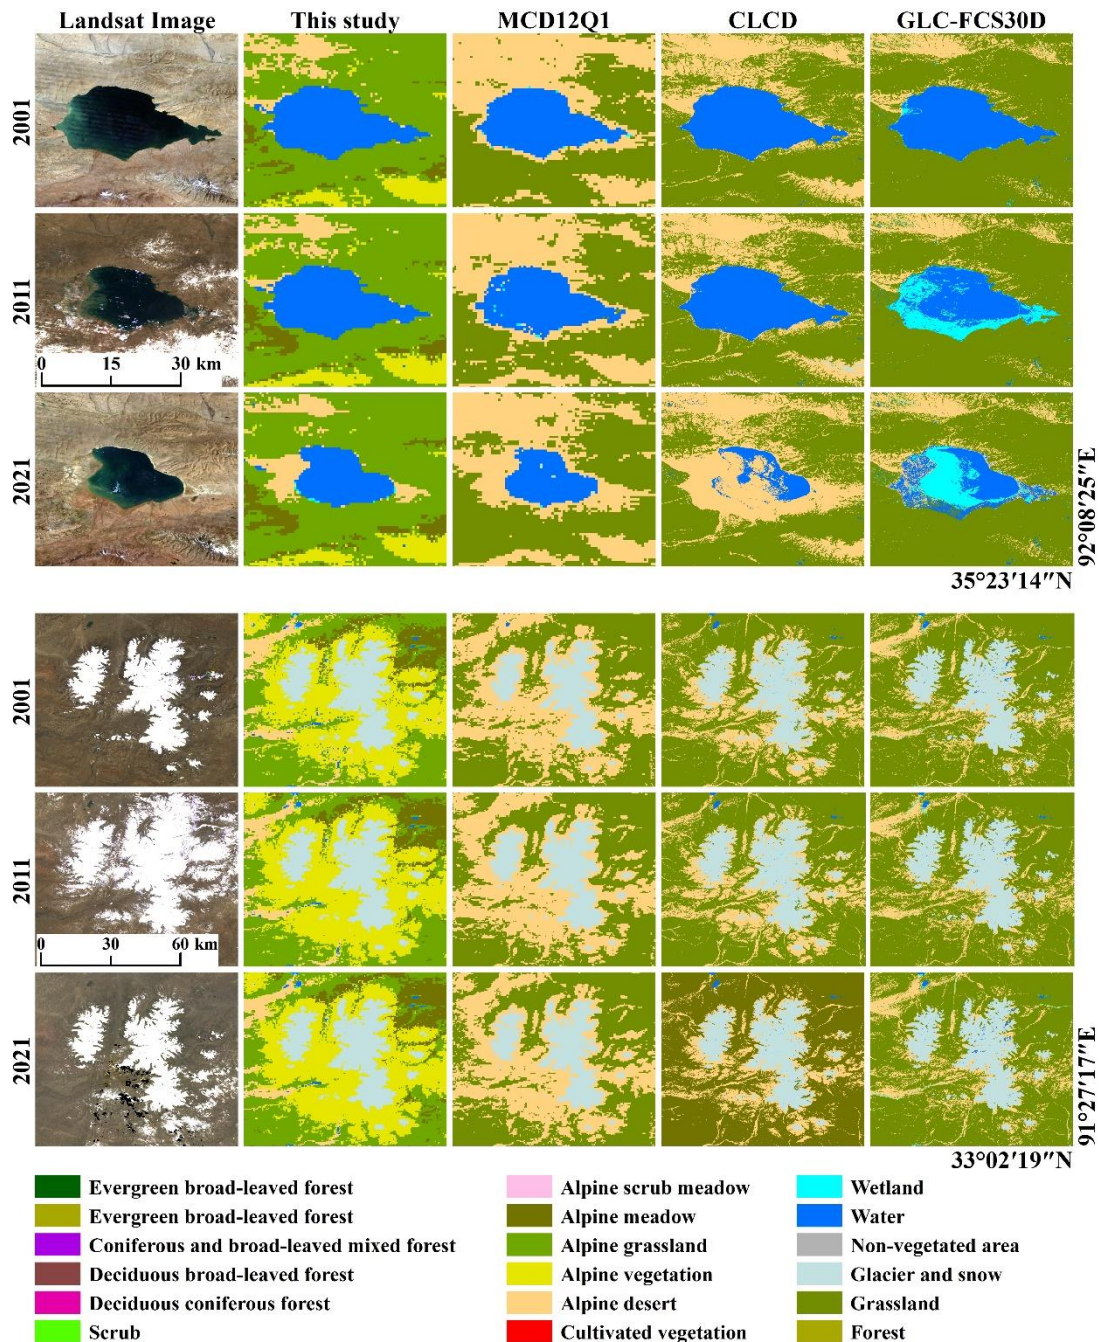 Landsat Image This study MCD12Q1 CLCD GLC-FCS30D
2001
2011
0 15 30 km
2021
92°08′25″E
35°23′14″N
2001
2011
0 30 60 km
2021
91°27′17″E
33°02′19″N
Evergreen broad-leaved forest Alpine scrub meadow Wetland
Evergreen broad-leaved forest Alpine meadow Water
Coniferous and broad-leaved mixed forest Alpine grassland Non-vegetated area
Deciduous broad-leaved forest Alpine vegetation Glacier and snow
Deciduous coniferous forest Alpine desert Grassland
Scrub Cultivated vegetation Forest